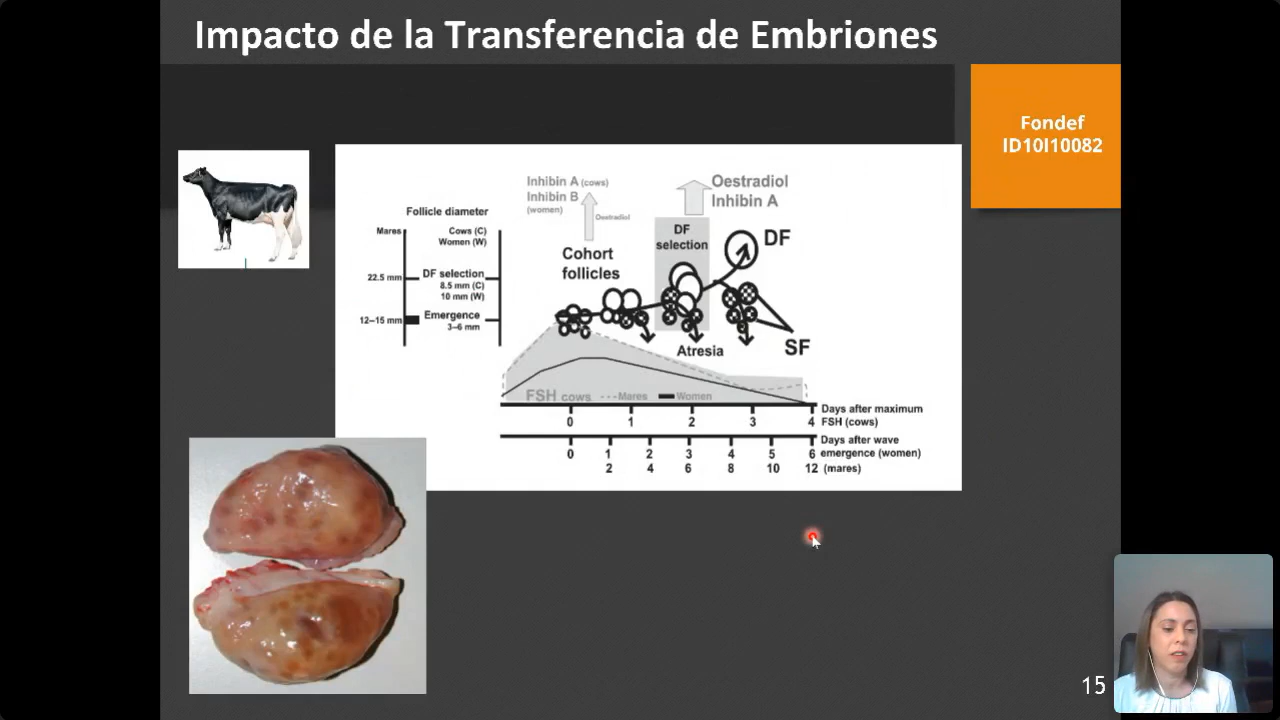 Impacto de la Transferencia de Embriones
Fondef
ID10I10082
Inhibin A (cows)
Inhibin B
(women)
Oestradiol
Oestradiol
Inhibin A
Follicle diameter
Mares
Cows (C)
Women (W)
22.5 mm
DF selection
8.5 mm (C)
10 mm (W)
12–15 mm
Emergence
3–6 mm
Cohort
follicles
DF
selection
DF
Atresia
SF
FSH cows
Mares
Women
0 1 2 3 4
Days after maximum
FSH (cows)
0 1 2 3 4 5 6
Days after wave
emergence (women)
2 4 6 8 10 12
(mares)
15